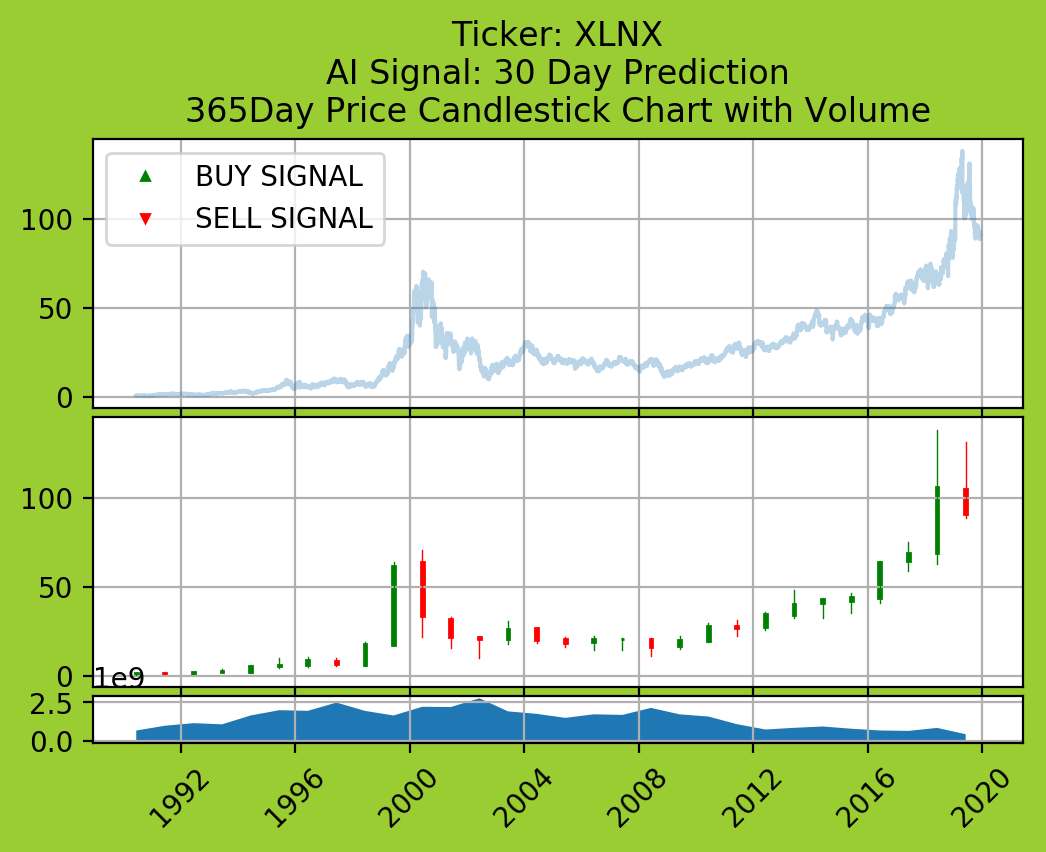 Ticker: XLNX
AI Signal: 30 Day Prediction
365Day Price Candlestick Chart with Volume
BUY SIGNAL
SELL SIGNAL
100
50
0
100
50
0
1e9
2.5
0.0
1992
1996
2000
2004
2008
2012
2016
2020